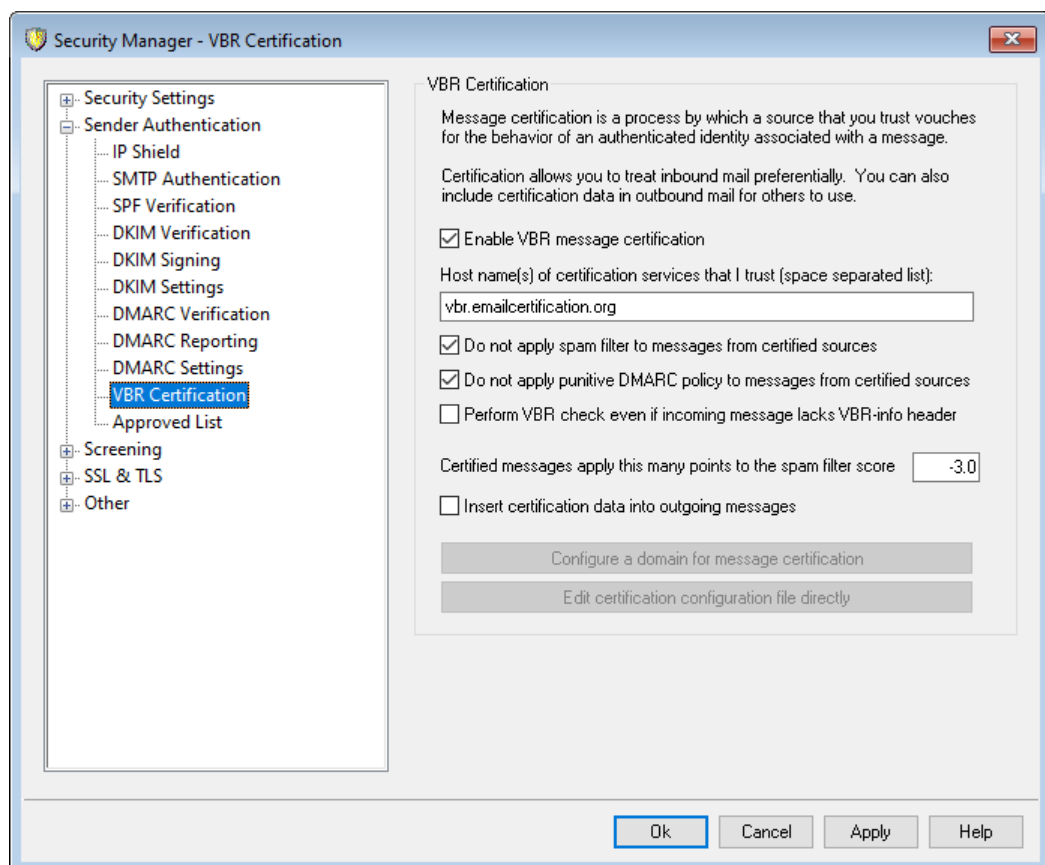 Security Manager - VBR Certification
Security Settings
Sender Authentication
IP Shield
SMTP Authentication
SPF Verification
DKIM Verification
DKIM Signing
DKIM Settings
DMARC Verification
DMARC Reporting
DMARC Settings
VBR Certification
Approved List
Screening
SSL & TLS
Other
VBR Certification
Message certification is a process by which a source that you trust vouches
for the behavior of an authenticated identity associated with a message.
Certification allows you to treat inbound mail preferentially. You can also
include certification data in outbound mail for others to use.
Enable VBR message certification
Host name(s) of certification services that I trust (space separated list):
vbr.emailcertification.org
Do not apply spam filter to messages from certified sources
Do not apply punitive DMARC policy to messages from certified sources
Perform VBR check even if incoming message lacks VBR-info header
Certified messages apply this many points to the spam filter score -3.0
Insert certification data into outgoing messages
Configure a domain for message certification
Edit certification configuration file directly
Ok Cancel Apply Help